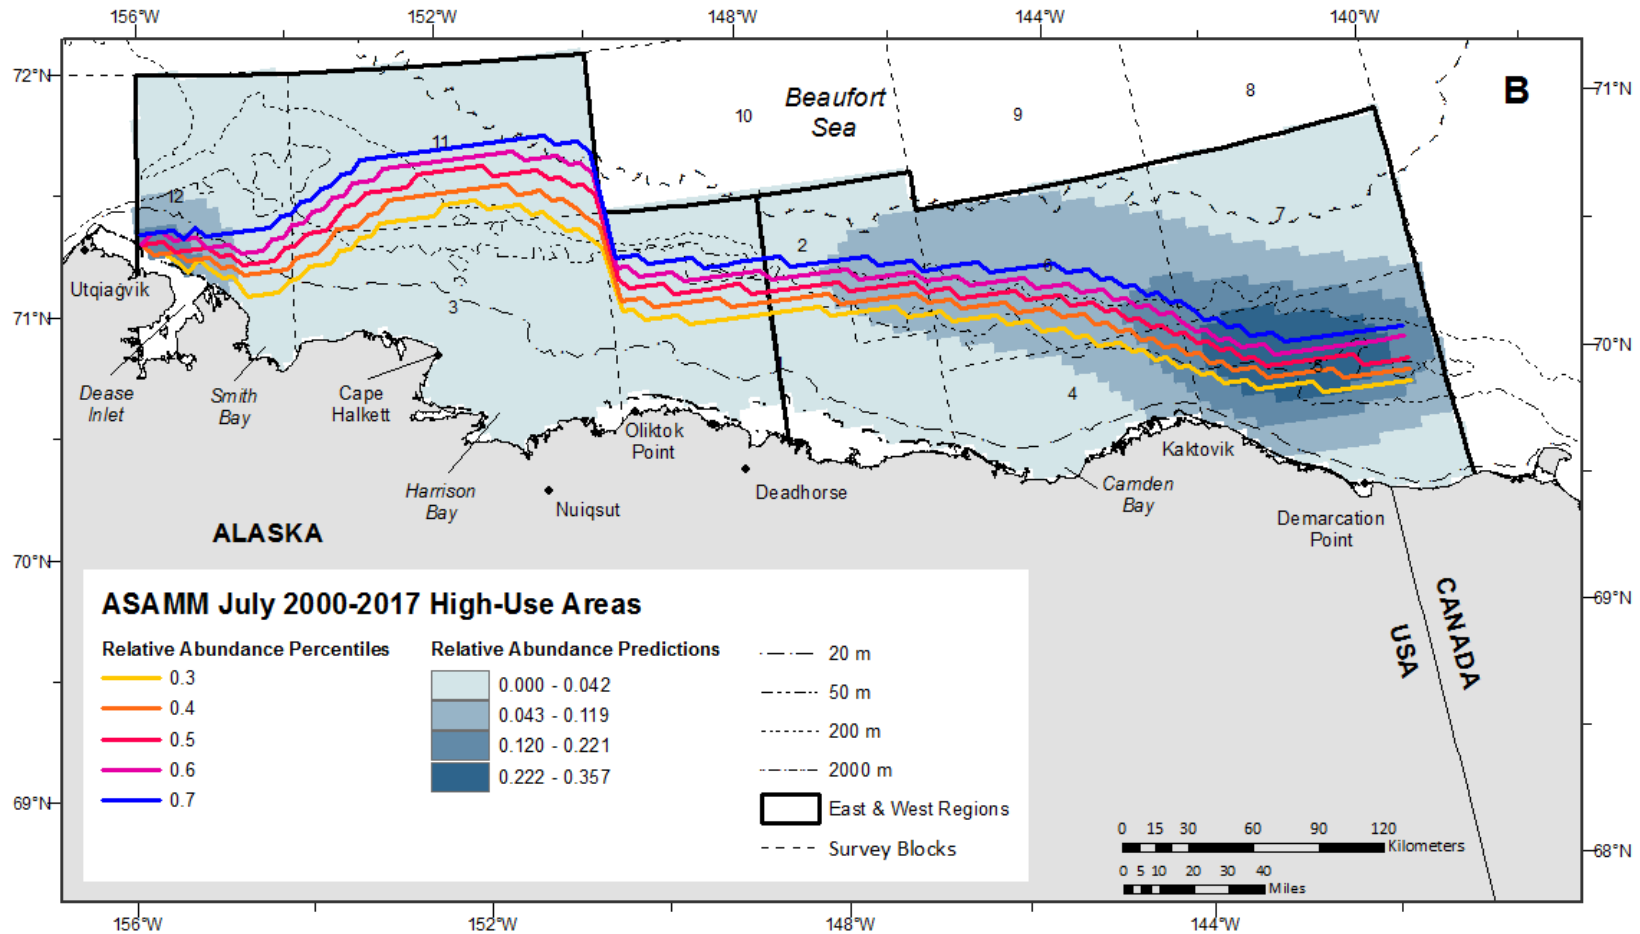 156°W
152°W
148°W
144°W
140°W
72°N
71°N
70°N
69°N
71°N
70°N
69°N
68°N
B
Beaufort
Sea
8
10
9
11
12
7
2
6
3
5
4
Utqiaġvik
Dease
Inlet
Smith
Bay
Cape
Halkett
Harrison
Bay
Oliktok
Point
Nuiqsut
Deadhorse
Camden
Bay
Kaktovik
Demarcation
Point
ALASKA
USA
CANADA
ASAMM July 2000-2017 High-Use Areas
Relative Abundance Percentiles
0.3
0.4
0.5
0.6
0.7
Relative Abundance Predictions
0.000 - 0.042
0.043 - 0.119
0.120 - 0.221
0.222 - 0.357
20 m
50 m
200 m
2000 m
East & West Regions
Survey Blocks
0 15 30 60 90 120
Kilometers
0 5 10 20 30 40
Miles
156°W
152°W
148°W
144°W